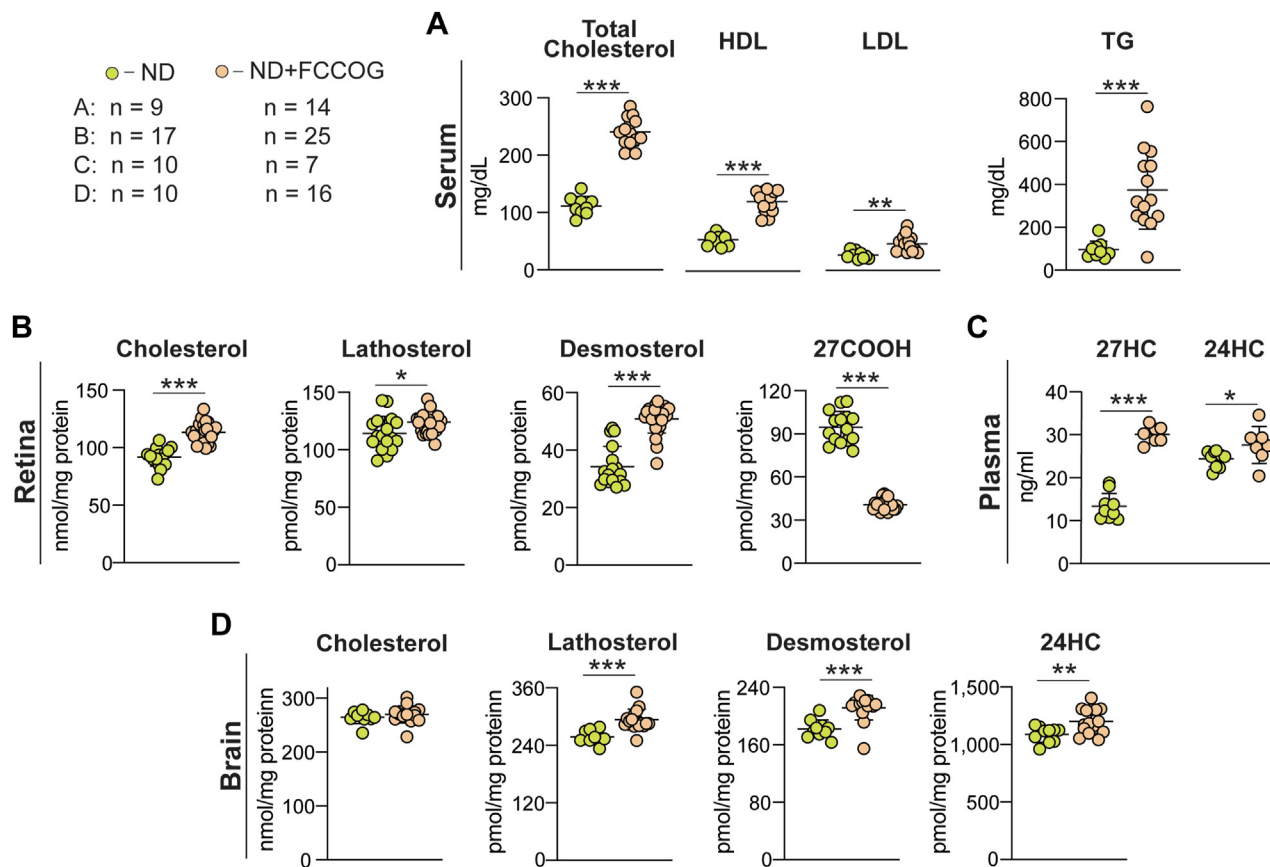 – ND – ND+FCCOG
A: n = 9 n = 14
B: n = 17 n = 25
C: n = 10 n = 7
D: n = 10 n = 16
A
Serum
Total
Cholesterol
HDL
LDL
TG
mg/dL
300
200
100
0
***
***
**
mg/dL
800
600
400
200
0
***
B
Retina
Cholesterol
nmol/mg protein
150
100
50
0
***
Lathosterol
pmol/mg protein
150
100
50
0
*
Desmosterol
pmol/mg protein
60
40
20
0
***
27COOH
pmol/mg protein
120
90
60
30
0
***
C
Plasma
27HC
24HC
ng/ml
40
30
20
10
0
***
*
D
Brain
Cholesterol
nmol/mg proteinn
300
200
100
0
Lathosterol
pmol/mg proteinn
360
240
120
0
***
Desmosterol
pmol/mg proteinn
240
160
80
0
***
24HC
pmol/mg proteinn
1,500
1,000
500
0
**